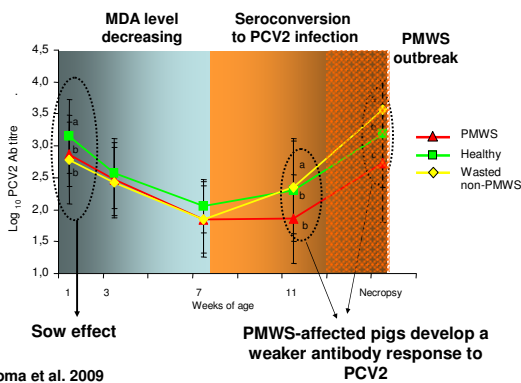 MDA level
decreasing
Seroconversion
to PCV2 infection
PMWS
outbreak
Log 10 PCV2 Ab titre
4,5
4,0
3,5
3,0
2,5
2,0
1,5
1,0
a
b
b
a
b
b
PMWS
Healthy
Wasted
non-PMWS
1
3
7
11
Necropsy
Weeks of age
Sow effect
PMWS-affected pigs develop a
weaker antibody response to
PCV2
oma et al. 2009